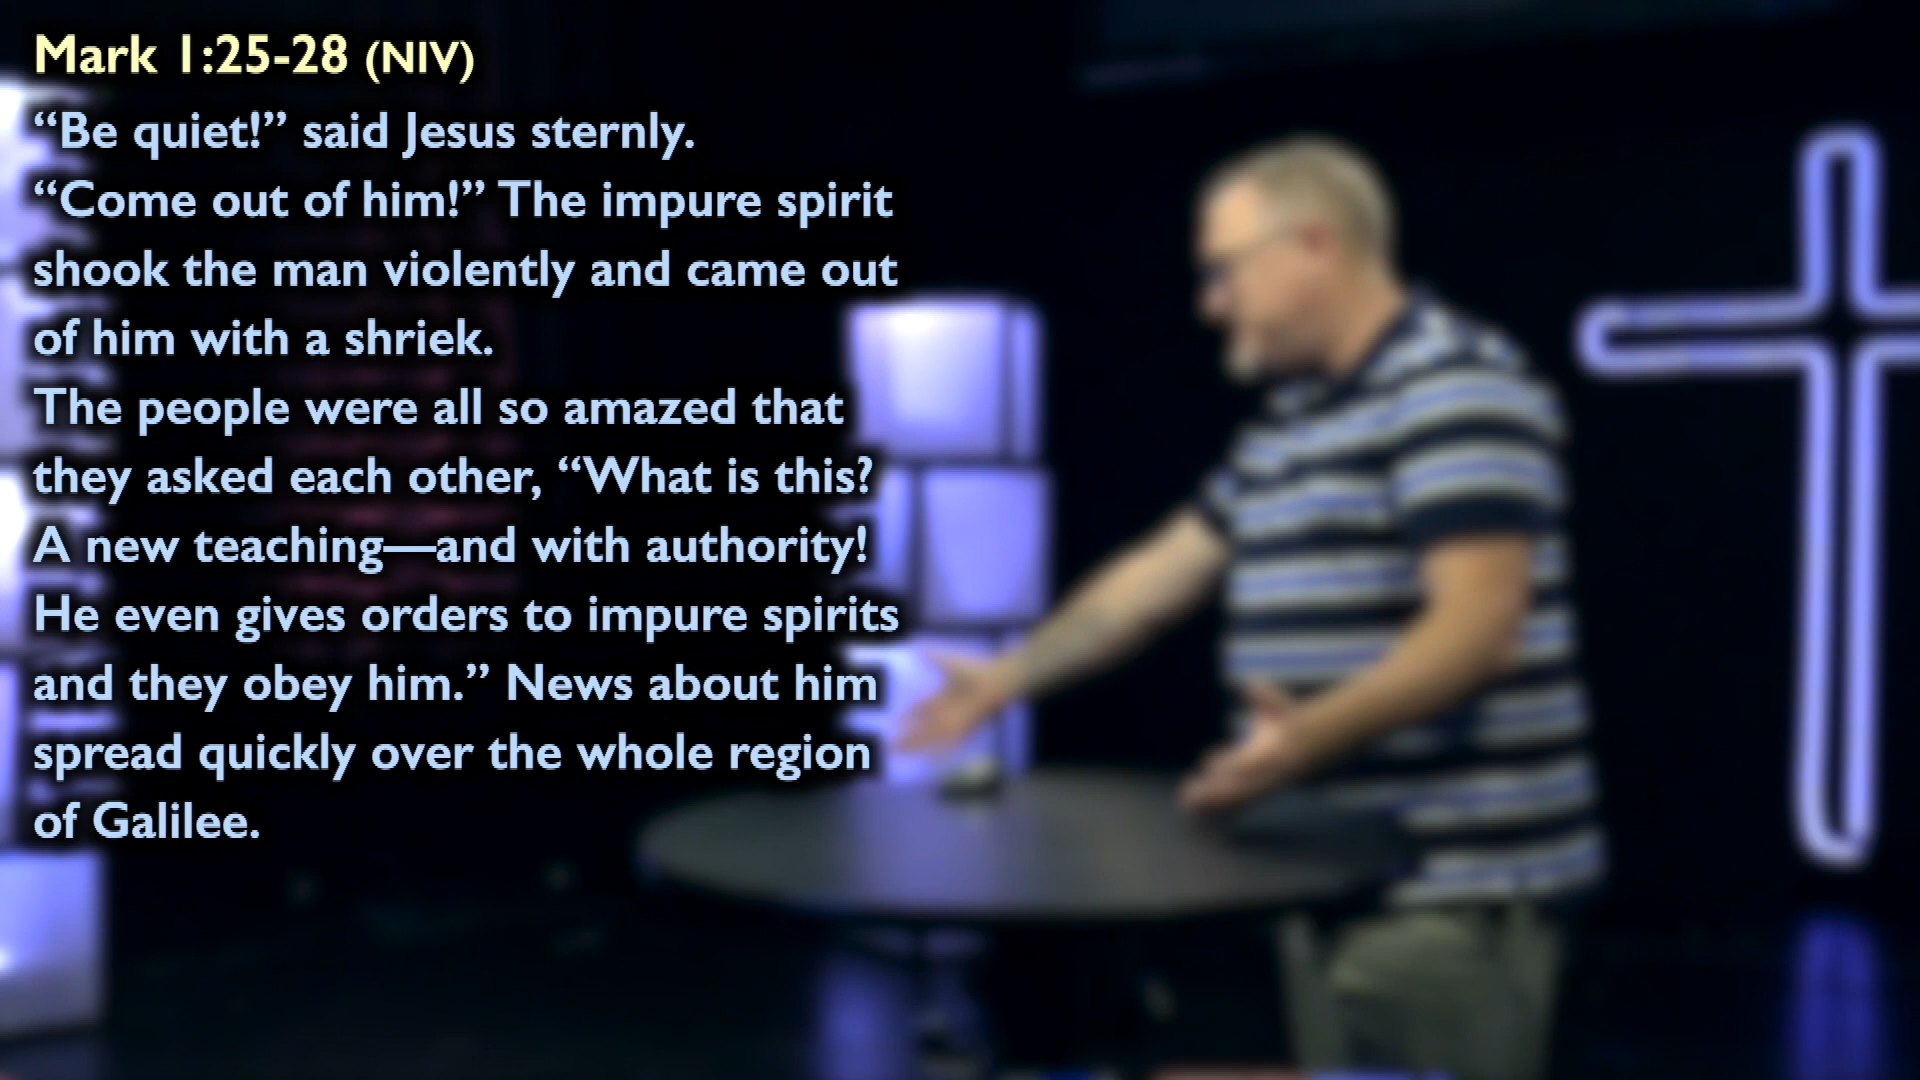 Mark 1:25-28 (NIV)
“Be quiet!” said Jesus sternly.
“Come out of him!” The impure spirit
shook the man violently and came out
of him with a shriek.
The people were all so amazed that
they asked each other, “What is this?
A new teaching—and with authority!
He even gives orders to impure spirits
and they obey him.” News about him
spread quickly over the whole region
of Galilee.